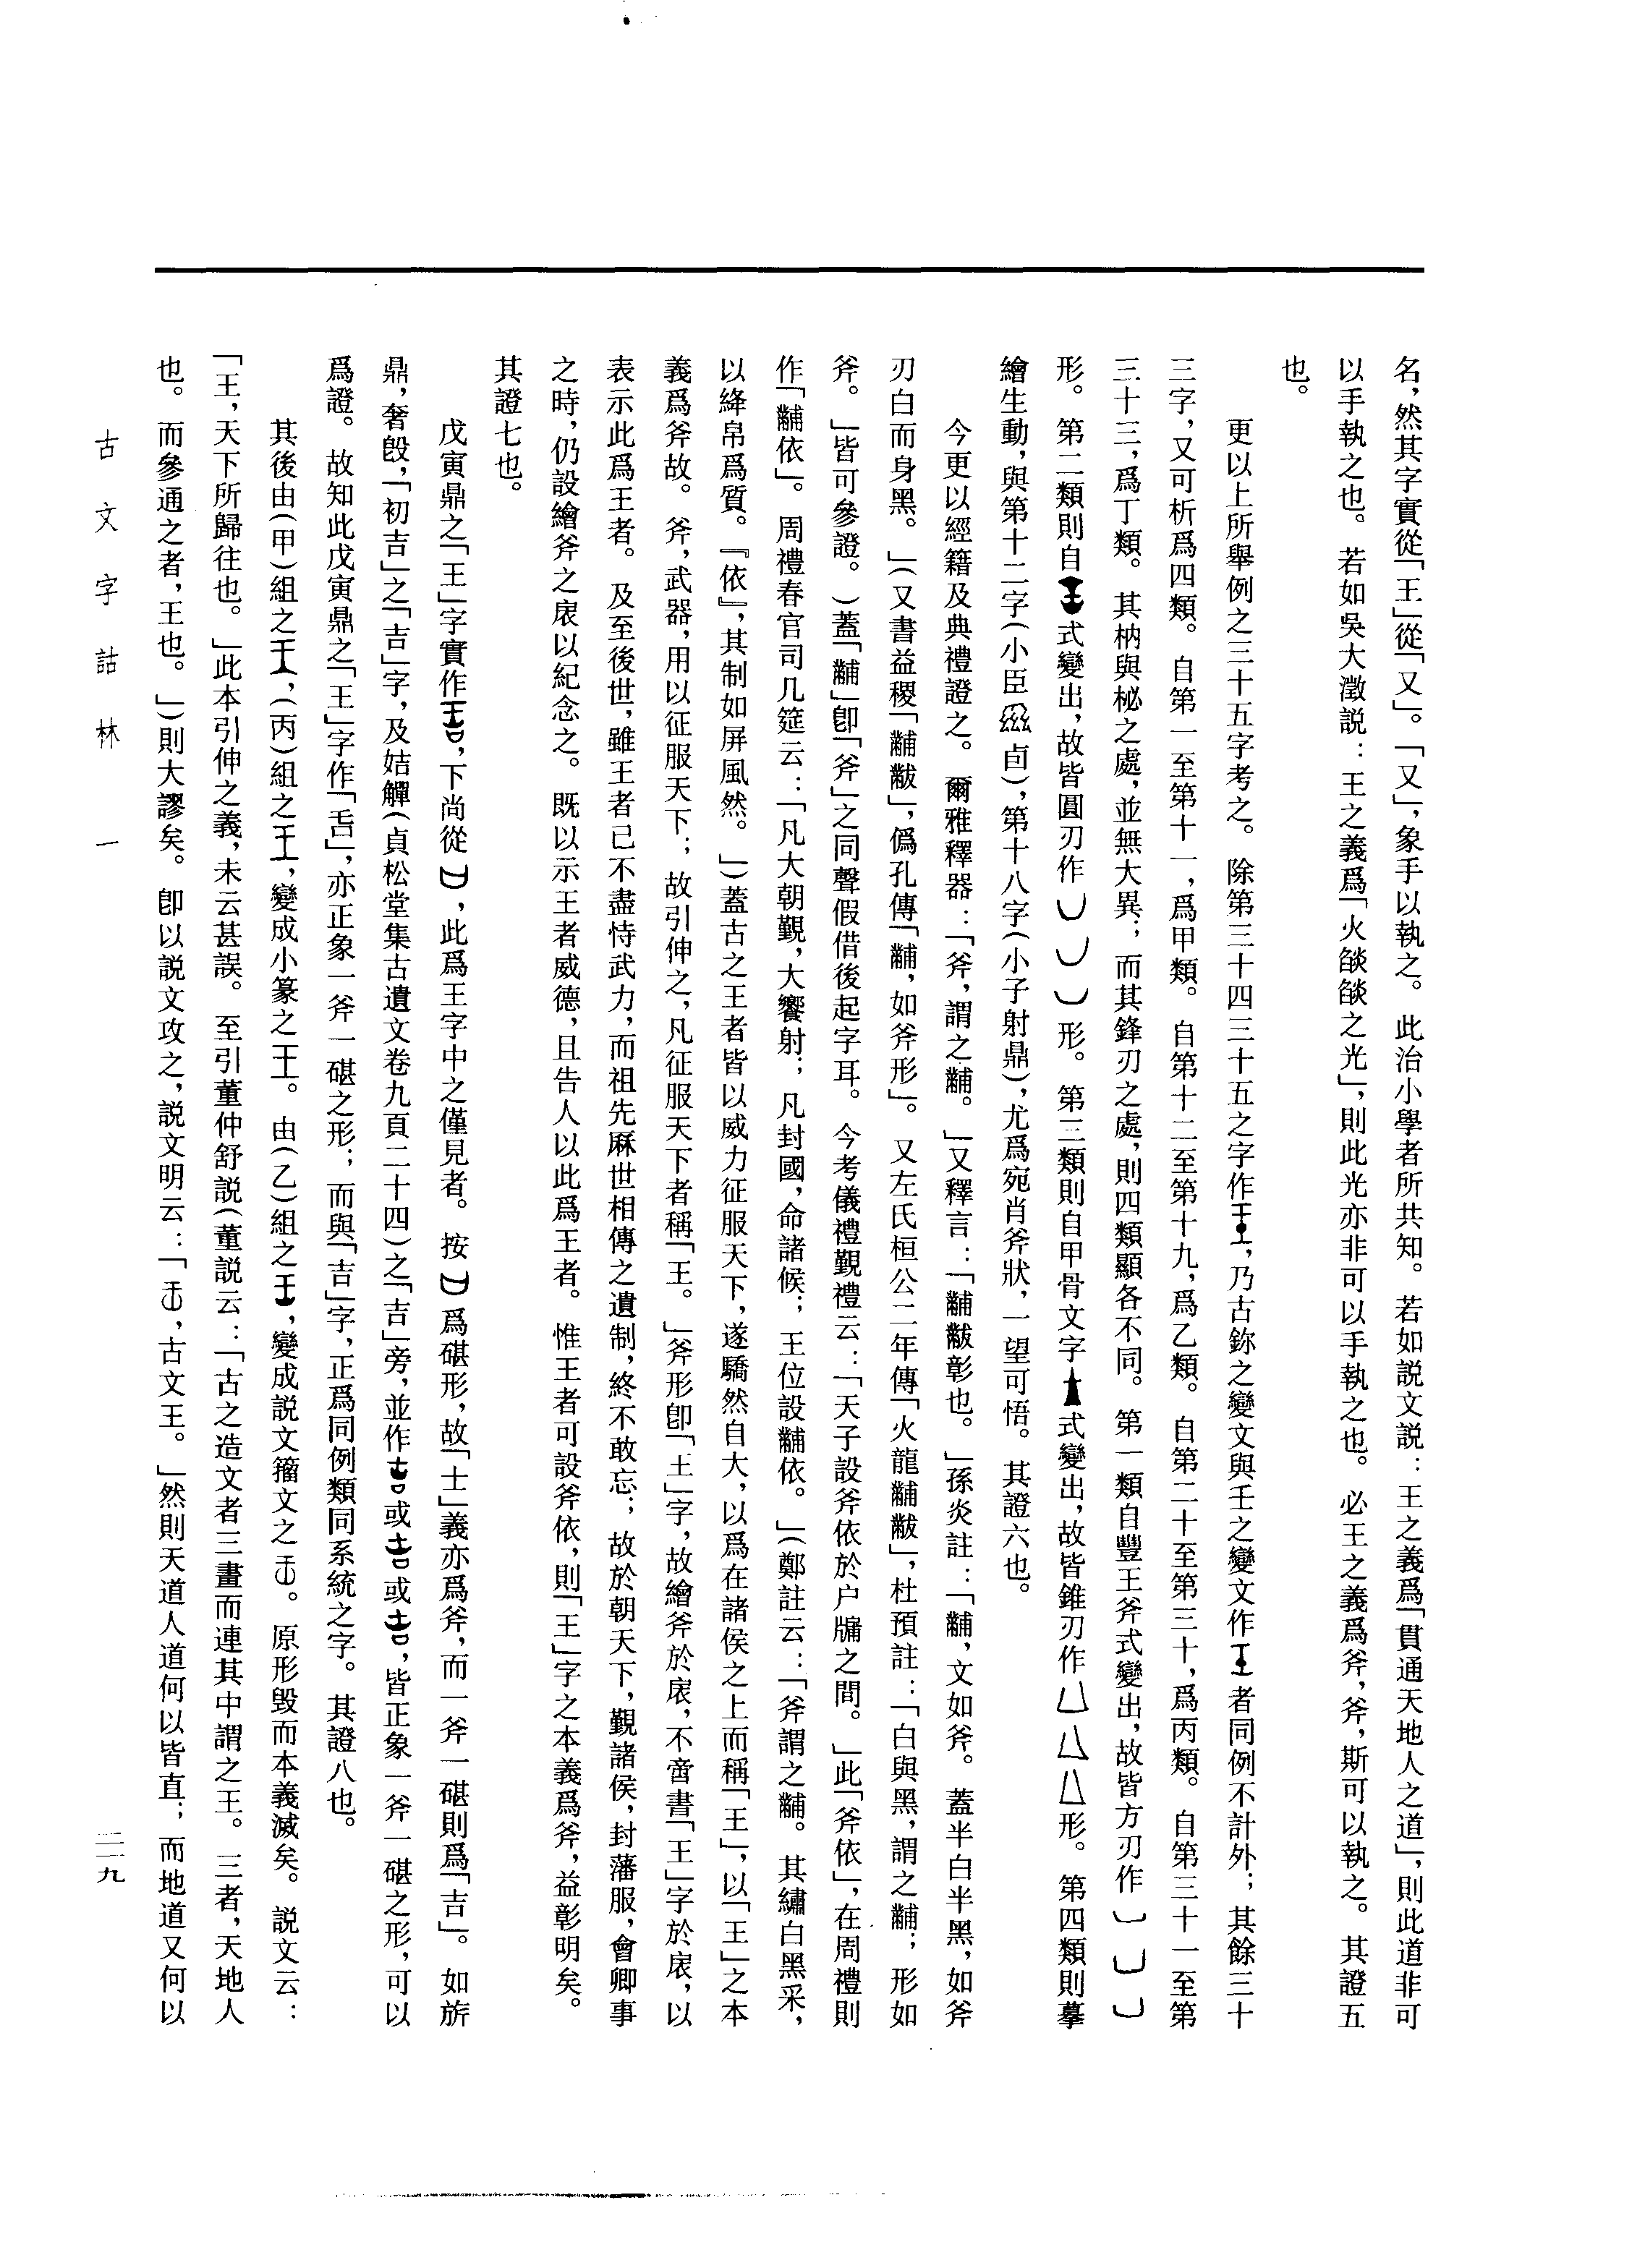 名，然其字實從「王」從「又」。「又」，象手以執之。此治小學者所共知。若如説文説：王之義爲「貫通天地人之道」，則此道非可
以手執之也。若如吳大澂説：王之義爲「火燄燄之光」，則此光亦非可以手執之也。必王之義爲斧，斧，斯可以執之。其證五
也。
更以上所舉例之三十五字考之。除第三十四三十五之字作，乃古鉨之變文與壬之變文作者同例不計外；其餘三十
三字，又可析爲四類。自第一至第十一，爲甲類。自第十二至第十九，爲乙類。自第二十至第三十，爲丙類。自第三十一至第
三十三，爲丁類。其枘與柲之處，並無大異；而其鋒刃之處，則四類顯各不同。第一類自豐王斧式變出，故皆方刃作
形。第二類則自式變出，故皆圓刃作形。第三類則自甲骨文字式變出，故皆錐刃作形。第四類則摹
繪生動，與第十二字（小臣卣），第十八字（小子射鼎），尤爲宛肖斧狀，一望可悟。其證六也。
今更以經籍及典禮證之。爾雅釋器：「斧，謂之黼。」又釋言：「黼黻彰也。」孫炎註：「黼，文如斧。蓋半白半黑，如斧
刃白而身黑。」（又書益稷「黼黻」，僞孔傳「黼，如斧形」。又左氏桓公二年傳「火龍黼黻」，杜預註：「白與黑，謂之黼；形如
斧。」皆可參證。）蓋「黼」卽「斧」之同聲假借後起字耳。今考儀禮覲禮云：「天子設斧依於户牖之間。」此「斧依」，在周禮則
作「黼依」。周禮春官司几筵云：「凡大朝覲，大饗射；凡封國，命諸候；王位設黼依。」（鄭註云：「斧謂之黼。其繡白黑采，
以絳帛爲質。『依』，其制如屏風然。」）蓋古之王者皆以威力征服天下，遂驕然自大，以爲在諸侯之上而稱「王」，以「王」之本
義爲斧故。斧，武器，用以征服天下；故引伸之，凡征服天下者稱「王。」斧形卽「王」字，故繪斧於扆，不啻書「王」字於扆，以
表示此爲王者。及至後世，雖王者已不盡恃武力，而祖先厤世相傳之遺制，終不敢忘；故於朝天下，覲諸侯，封藩服，會卿事
之時，仍設繪斧之扆以紀念之。既以示王者威德，且告人以此爲王者。惟王者可設斧依，則「王」字之本義爲斧，益彰明矣。
其證七也。
戊寅鼎之「王」字實作，下尚從，此爲王字中之僅見者。按爲碪形，故「士」義亦爲斧，而一斧一碪則爲「吉」。如旂
鼎，奢𣪘，「初吉」之「吉」字，及姞觶（貞松堂集古遺文卷九頁二十四）之「吉」旁，並作或或，皆正象一斧一碪之形，可以
爲證。故知此戊寅鼎之「王」字作「」，亦正象一斧一碪之形；而與「吉」字，正爲同例類同系統之字。其證八也。
其後由（甲）組之，（丙）組之，變成小篆之。由（乙）組之，變成説文籀文之。原形毁而本義滅矣。説文云：
「王，天下所歸往也。」此本引伸之義，未云甚誤。至引董仲舒説（董説云：「古之造文者三畫而連其中謂之王。三者，天地人
也。而參通之者，王也。」）則大謬矣。卽以説文攻之，説文明云：「，古文王。」然則天道人道何以皆直；而地道又何以
古文字詁林 一
二一九